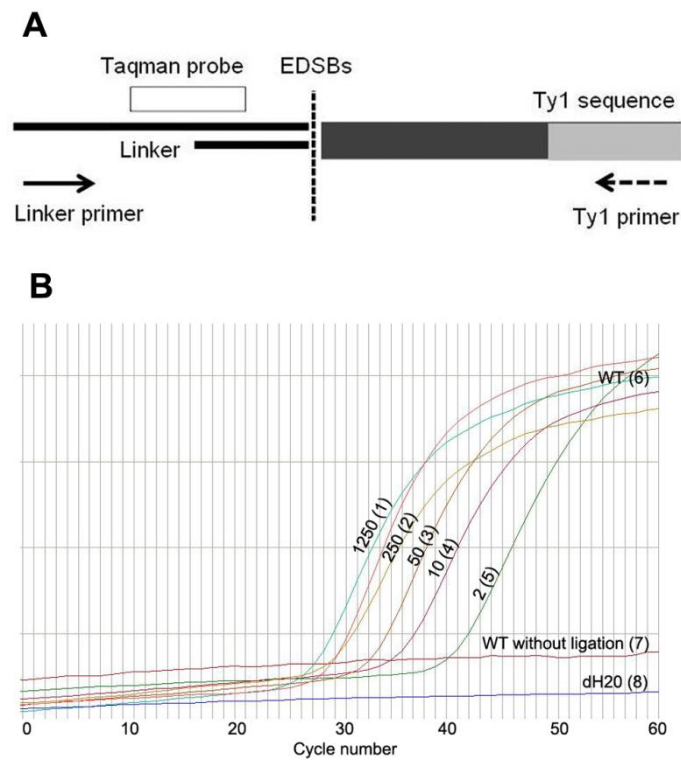 A
Taqman probe
EDSBs
Ty1 sequence
Linker
Linker primer
Ty1 primer
B
WT (6)
1250 (1)
250 (2)
50 (3)
10 (4)
2 (5)
WT without ligation (7)
dH20 (8)
0 10 20 30 40 50 60
Cycle number